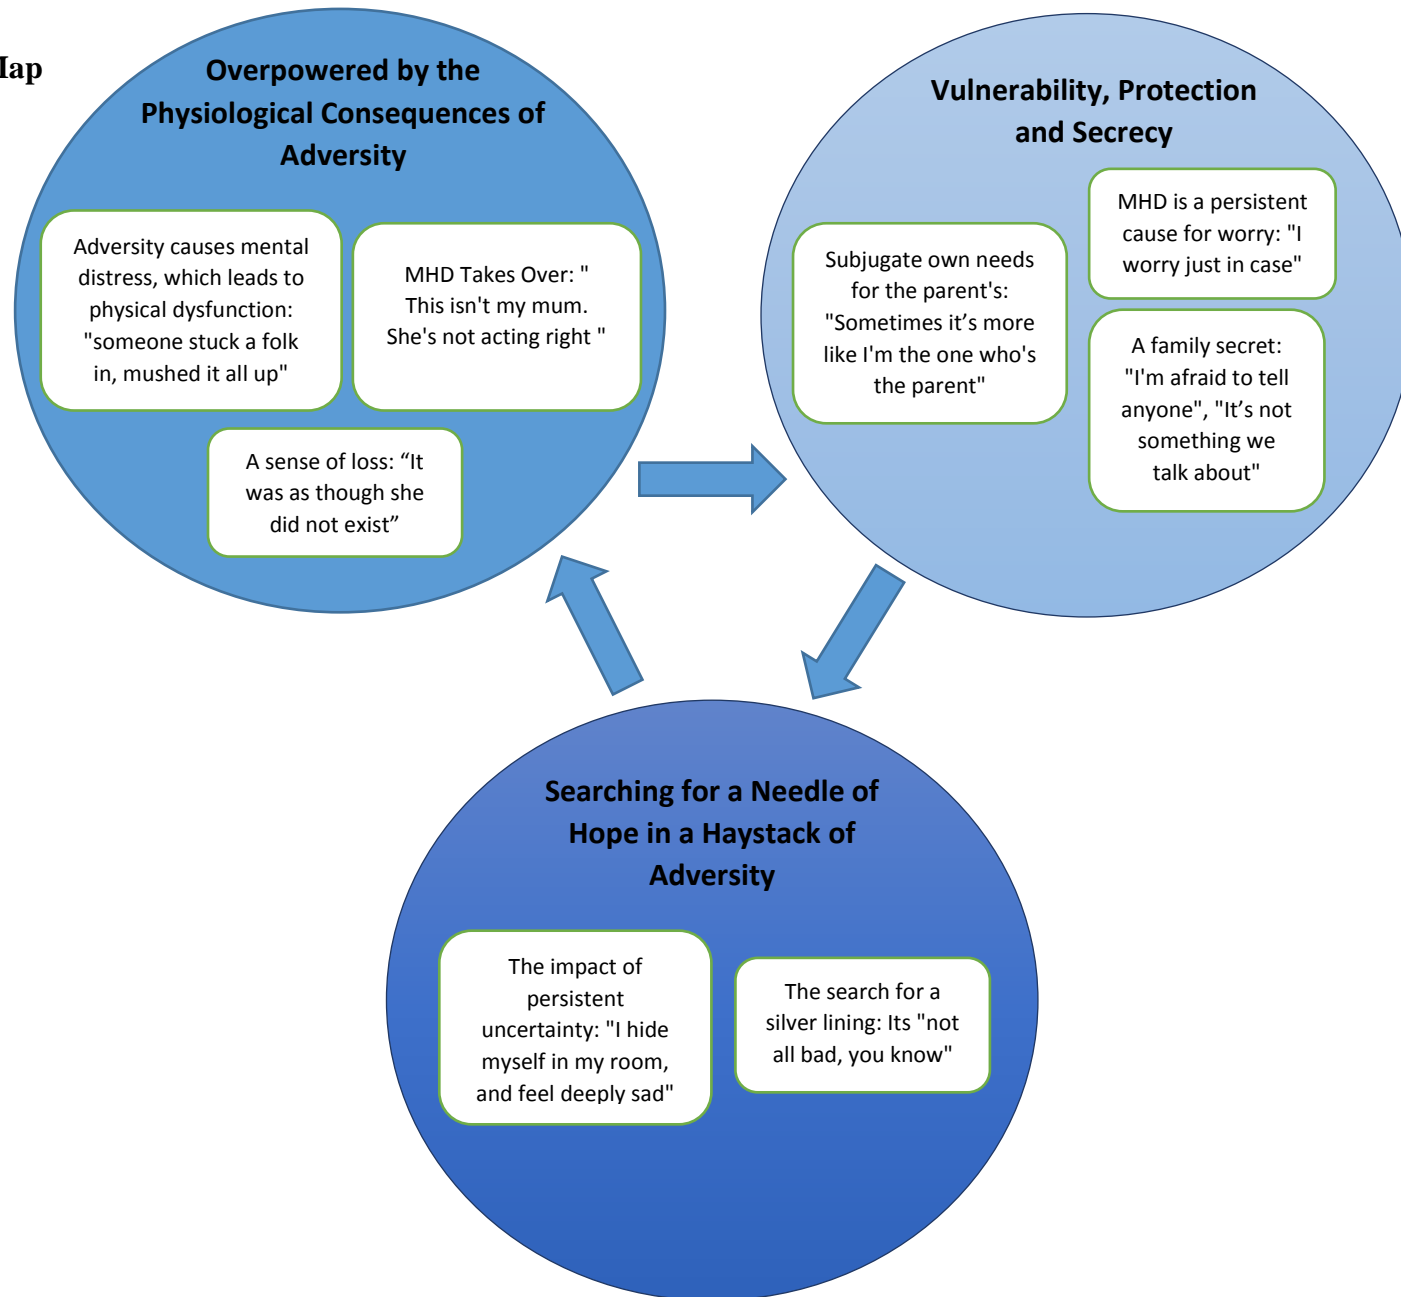 Map
Overpowered by the
Physiological Consequences of
Adversity
Adversity causes mental
distress, which leads to
physical dysfunction:
"someone stuck a folk
in, mushed it all up"
MHD Takes Over: "
This isn't my mum.
She's not acting right "
A sense of loss: “It
was as though she
did not exist”
Vulnerability, Protection
and Secrecy
Subjugate own needs
for the parent's:
"Sometimes it’s more
like I'm the one who's
the parent"
MHD is a persistent
cause for worry: "I
worry just in case"
A family secret:
"I'm afraid to tell
anyone", "It’s not
something we
talk about"
Searching for a Needle of
Hope in a Haystack of
Adversity
The impact of
persistent
uncertainty: "I hide
myself in my room,
and feel deeply sad"
The search for a
silver lining: Its "not
all bad, you know"